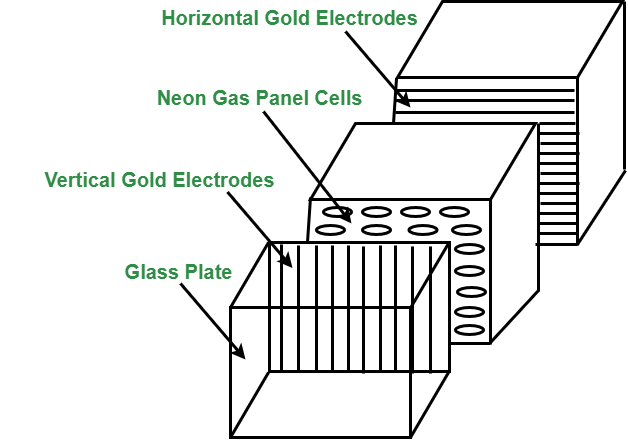 Horizontal Gold Electrodes
Neon Gas Panel Cells
Vertical Gold Electrodes
Glass Plate